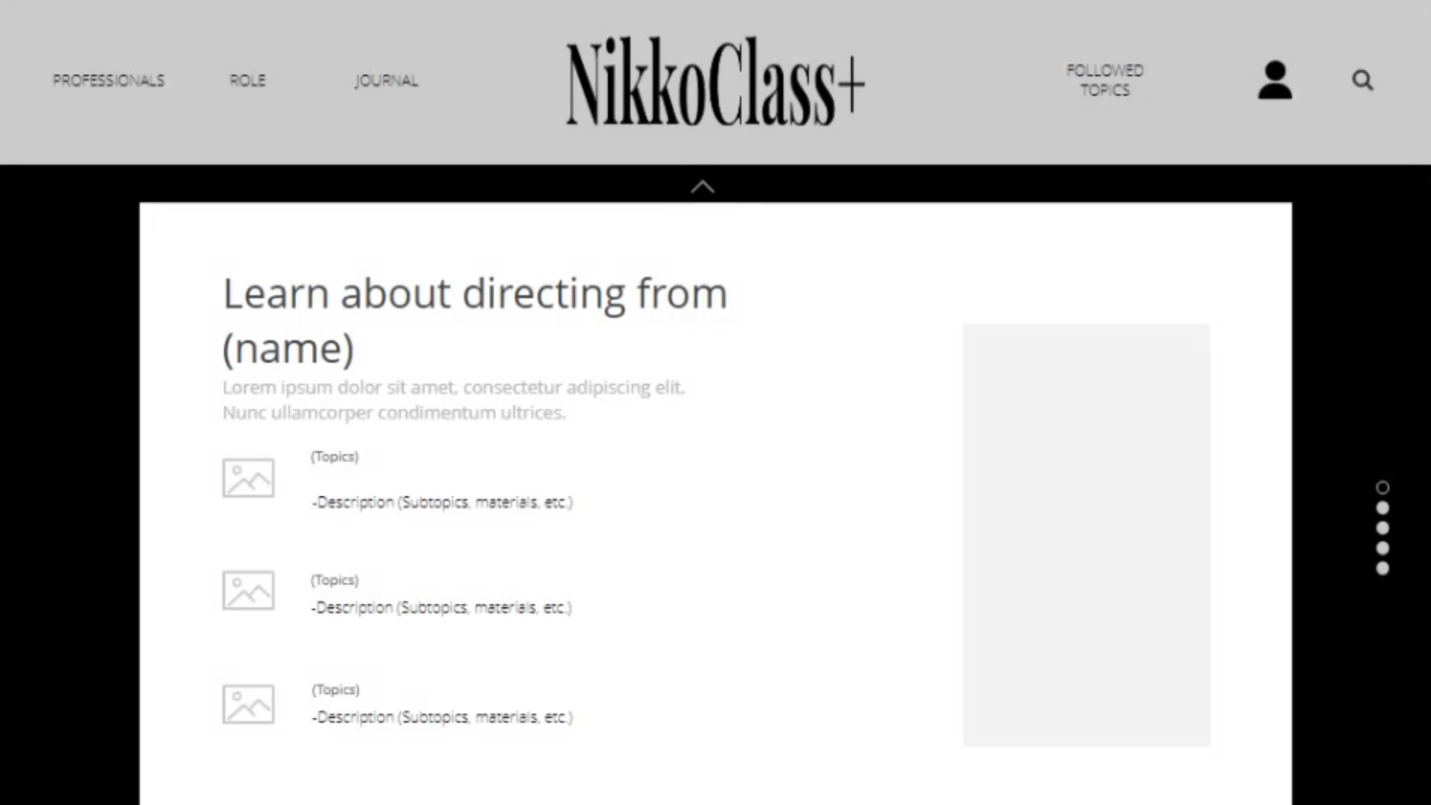 PROFESSIONALS
ROLE
JOURNAL
NikkoClass+
FOLLOWED
TOPICS
Learn about directing from
(name)
Lorem ipsum dolor sit amet, consectetur adipiscing elit.
Nunc ullamcorper condimentum ultrices.
(Topics)
-Description (Subtopics, materials, etc.)
(Topics)
-Description (Subtopics, materials, etc.)
(Topics)
-Description (Subtopics, materials, etc.)